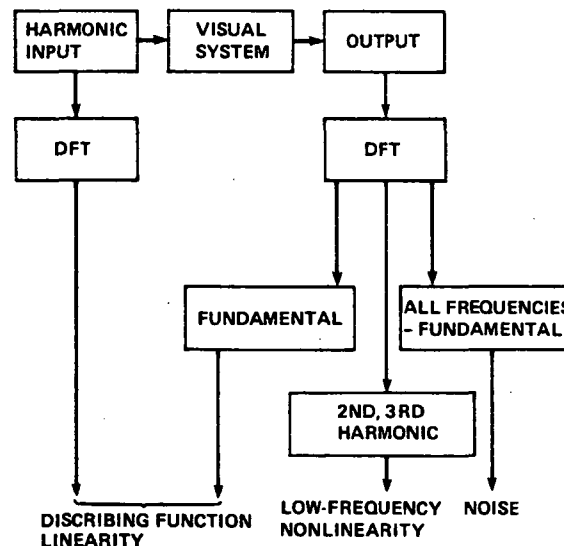 HARMONIC
INPUT
VISUAL
SYSTEM
OUTPUT
DFT
DFT
FUNDAMENTAL
ALL FREQUENCIES
– FUNDAMENTAL
2ND, 3RD
HARMONIC
DISCRIBING FUNCTION
LINEARITY
LOW-FREQUENCY
NONLINEARITY
NOISE